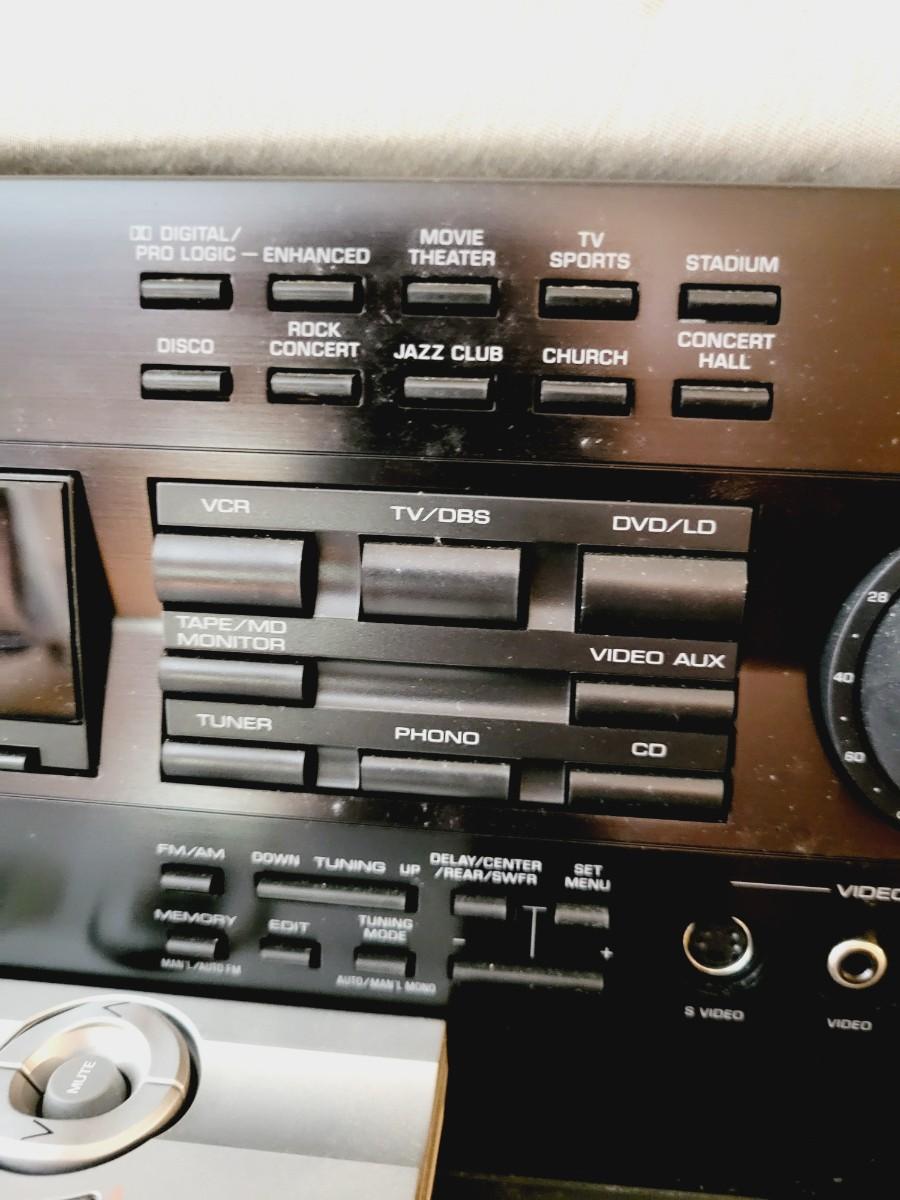 DIGITAL/
PRO LOGIC
ENHANCED
MOVIE
THEATER
TV
SPORTS
STADIUM
DISCO
ROCK
CONCERT
JAZZ CLUB
CHURCH
CONCERT
HALL
VCR
TV/DBS
DVD/LD
TAPE/MD
MONITOR
VIDEO AUX
TUNER
PHONO
CD
28
40
60
FM/AM
DOWN TUNING UP
DELAY/CENTER
/REAR/SWFR
SET
MENU
VIDEO
MEMORY
EDIT
TUNING
MODE
- +
MAN'L/AUTO FM
AUTO/MAN'L MONO
S VIDEO
VIDEO
MUTE